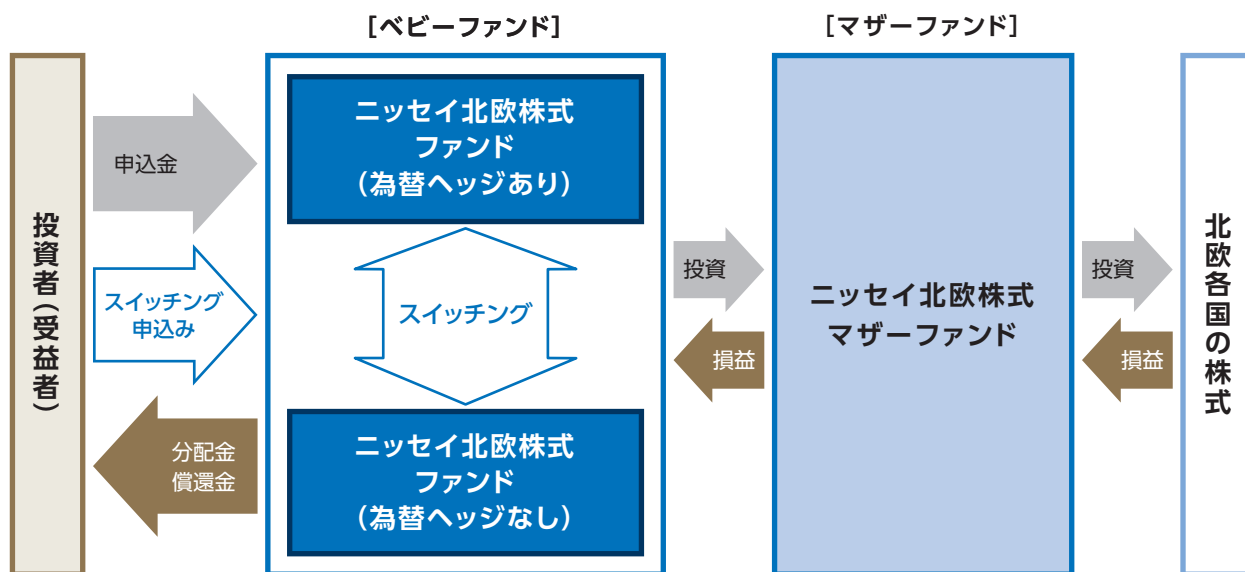 ［ベビーファンド］
［マザーファンド］
投資者（受益者）
申込金
スイッチング
申込み
分配金
償還金
ニッセイ北欧株式
ファンド
（為替ヘッジあり）
スイッチング
ニッセイ北欧株式
ファンド
（為替ヘッジなし）
投資
損益
ニッセイ北欧株式
マザーファンド
投資
損益
北欧各国の株式